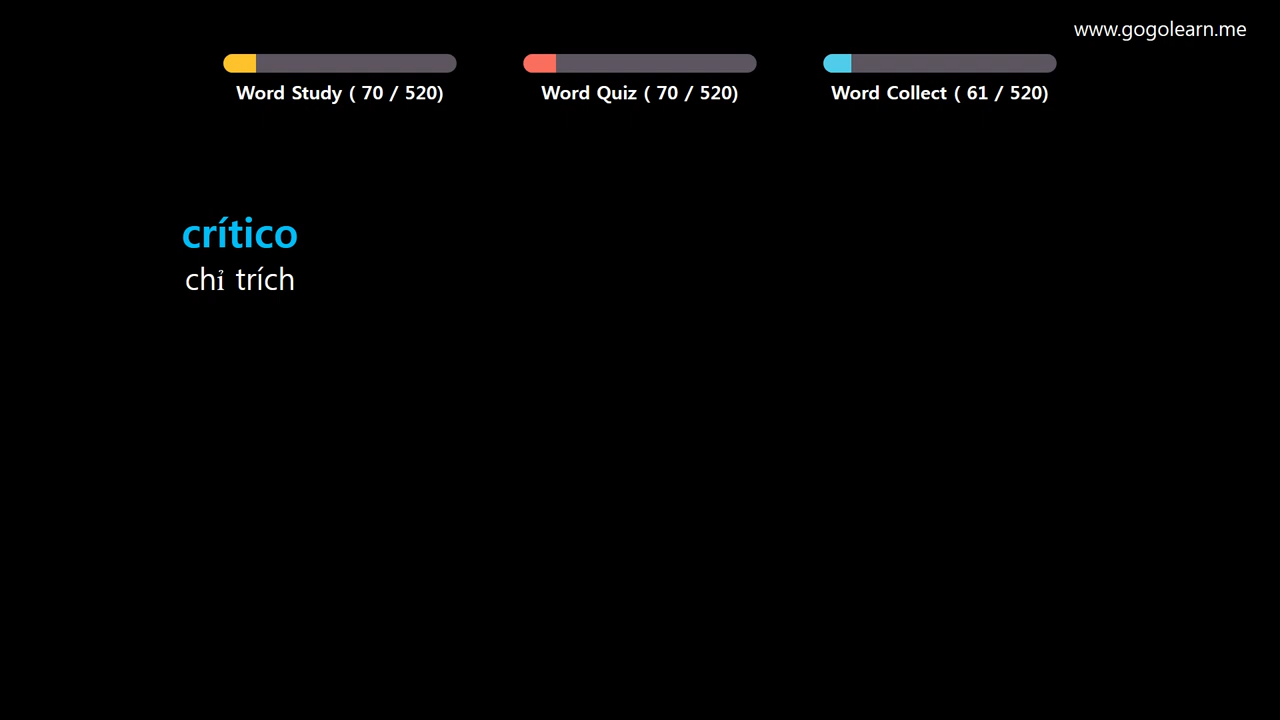 www.gogolearn.me
Word Study ( 70 / 520)
Word Quiz ( 70 / 520)
Word Collect ( 61 / 520)
crítico
chỉ trích